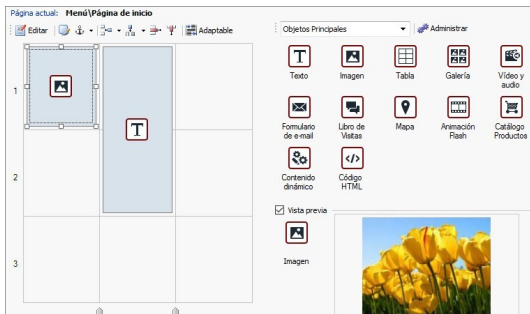 Página actual: Menú\Página de inicio
Editar
Adaptable
Objetos Principales
Administrar
1
2
3
T
T
Texto
Imagen
Tabla
Galería
Vídeo y
audio
Formulario
de e-mail
Libro de
Visitas
Mapa
Animación
Flash
Catálogo
Productos
</>
Contenido
dinámico
Código
HTML
Vista previa
Imagen